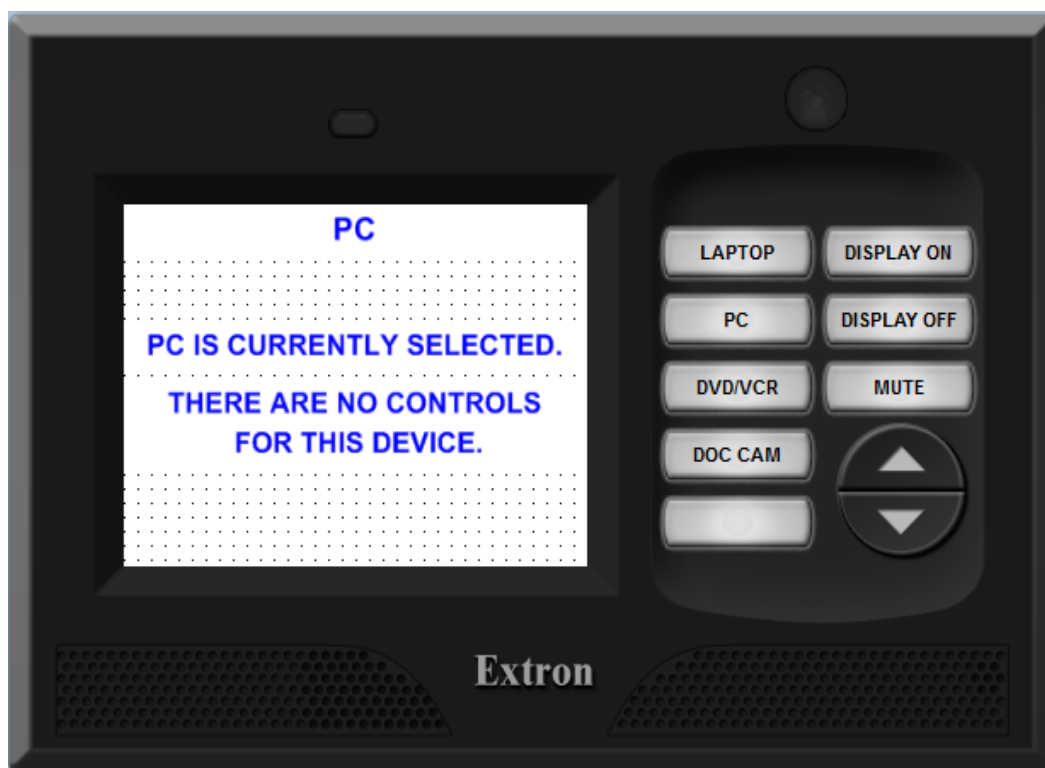 PC
PC IS CURRENTLY SELECTED.
THERE ARE NO CONTROLS
FOR THIS DEVICE.
LAPTOP
DISPLAY ON
PC
DISPLAY OFF
DVD/VCR
MUTE
DOC CAM
Extron